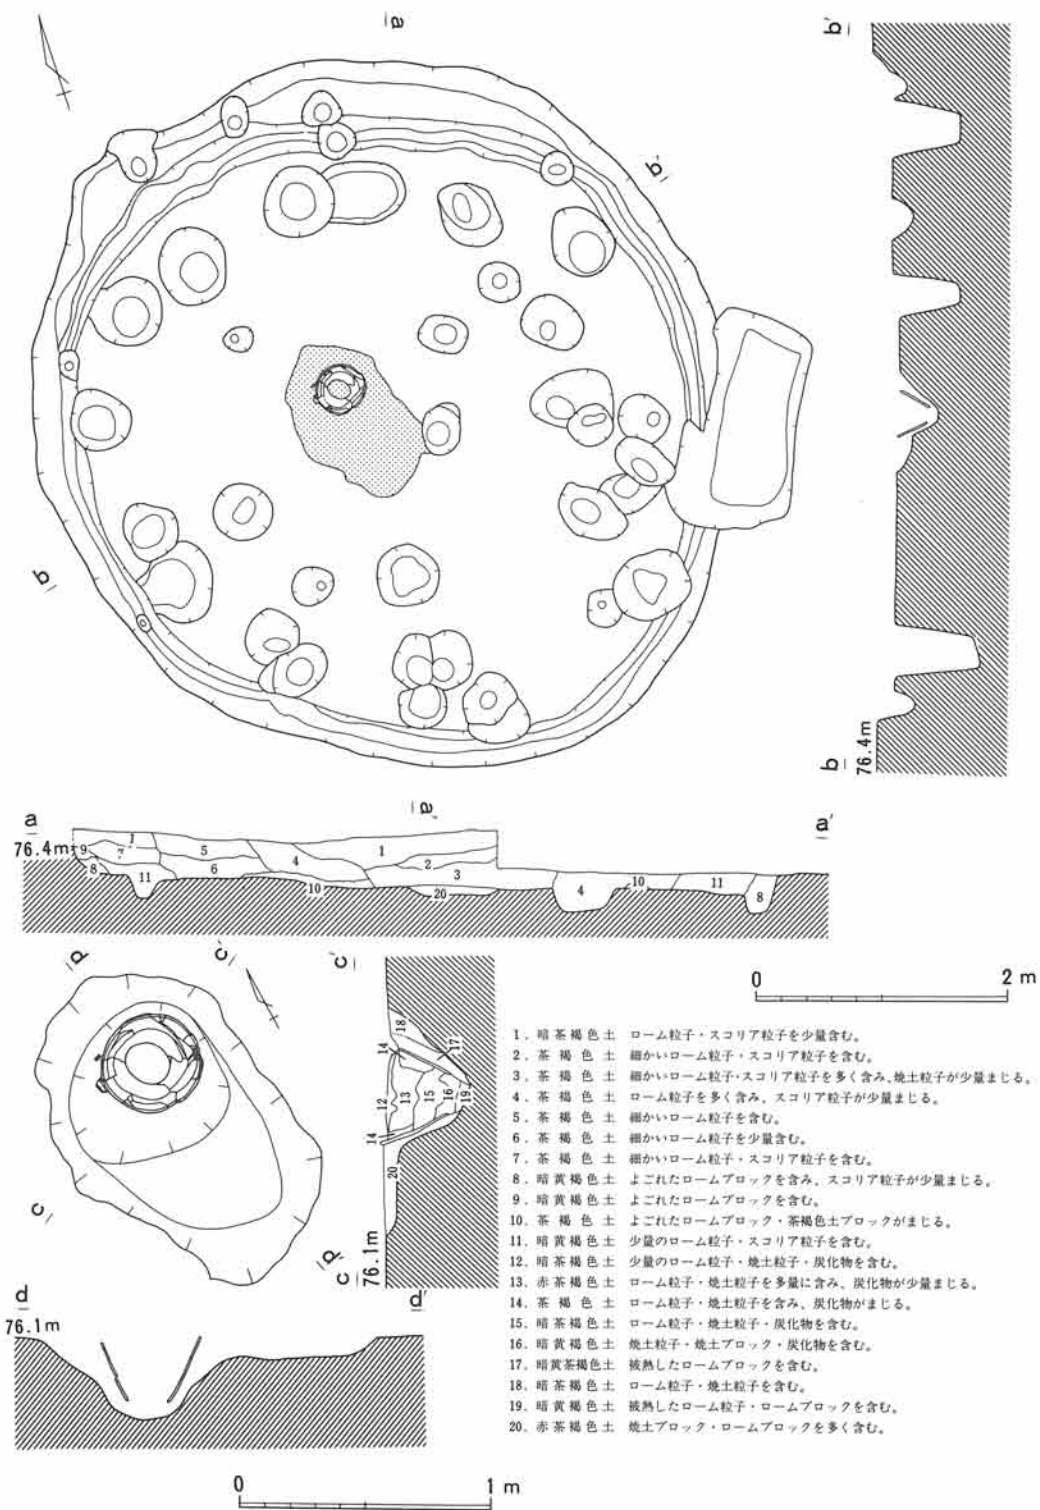 a
b'
b'
b
b
76.4m
a'
a
76.4m
a'
1
9
7
8
11
5
6
4
10
1
2
3
20
4
10
11
8
d
c'
c
d'
c'
18
14
17
12
13
15
16
19
14
20
c
76.1m
0 2 m
1. 暗茶褐色土 ローム粒子・スコリア粒子を少量含む。
2. 茶褐色土 細かいローム粒子・スコリア粒子を含む。
3. 茶褐色土 細かいローム粒子・スコリア粒子を多く含み、焼土粒子が少量まじる。
4. 茶褐色土 ローム粒子を多く含み、スコリア粒子が少量まじる。
5. 茶褐色土 細かいローム粒子を含む。
6. 茶褐色土 細かいローム粒子を少量含む。
7. 茶褐色土 細かいローム粒子・スコリア粒子を含む。
8. 暗黄褐色土 よごれたロームブロックを含み、スコリア粒子が少量まじる。
9. 暗黄褐色土 よごれたロームブロックを含む。
10. 茶褐色土 よごれたロームブロック・茶褐色土ブロックがまじる。
11. 暗黄褐色土 少量のローム粒子・スコリア粒子を含む。
12. 暗茶褐色土 少量のローム粒子・焼土粒子・炭化物を含む。
13. 赤茶褐色土 ローム粒子・焼土粒子を多量に含み、炭化物が少量まじる。
14. 茶褐色土 ローム粒子・焼土粒子を含み、炭化物がまじる。
15. 暗茶褐色土 ローム粒子・焼土粒子・炭化物を含む。
16. 暗黄褐色土 焼土粒子・焼土ブロック・炭化物を含む。
17. 暗黄茶褐色土 被熱したロームブロックを含む。
18. 暗茶褐色土 ローム粒子・焼土粒子を含む。
19. 暗黄褐色土 被熱したローム粒子・ロームブロックを含む。
20. 赤茶褐色土 焼土ブロック・ロームブロックを多く含む。
d
76.1m
d'
0 1 m